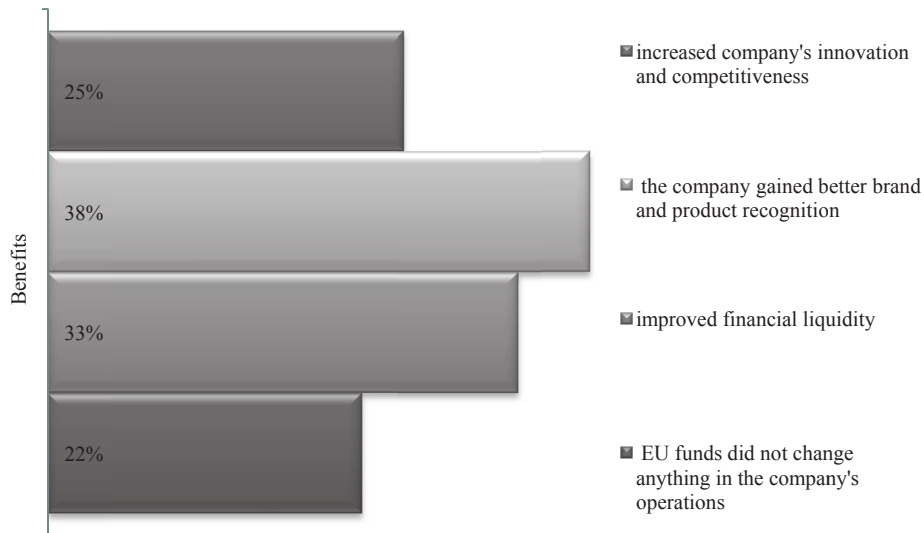 25%
38%
33%
22%
Benefits
increased company's innovation
and competitiveness
the company gained better brand
and product recognition
improved financial liquidity
EU funds did not change
anything in the company's
operations